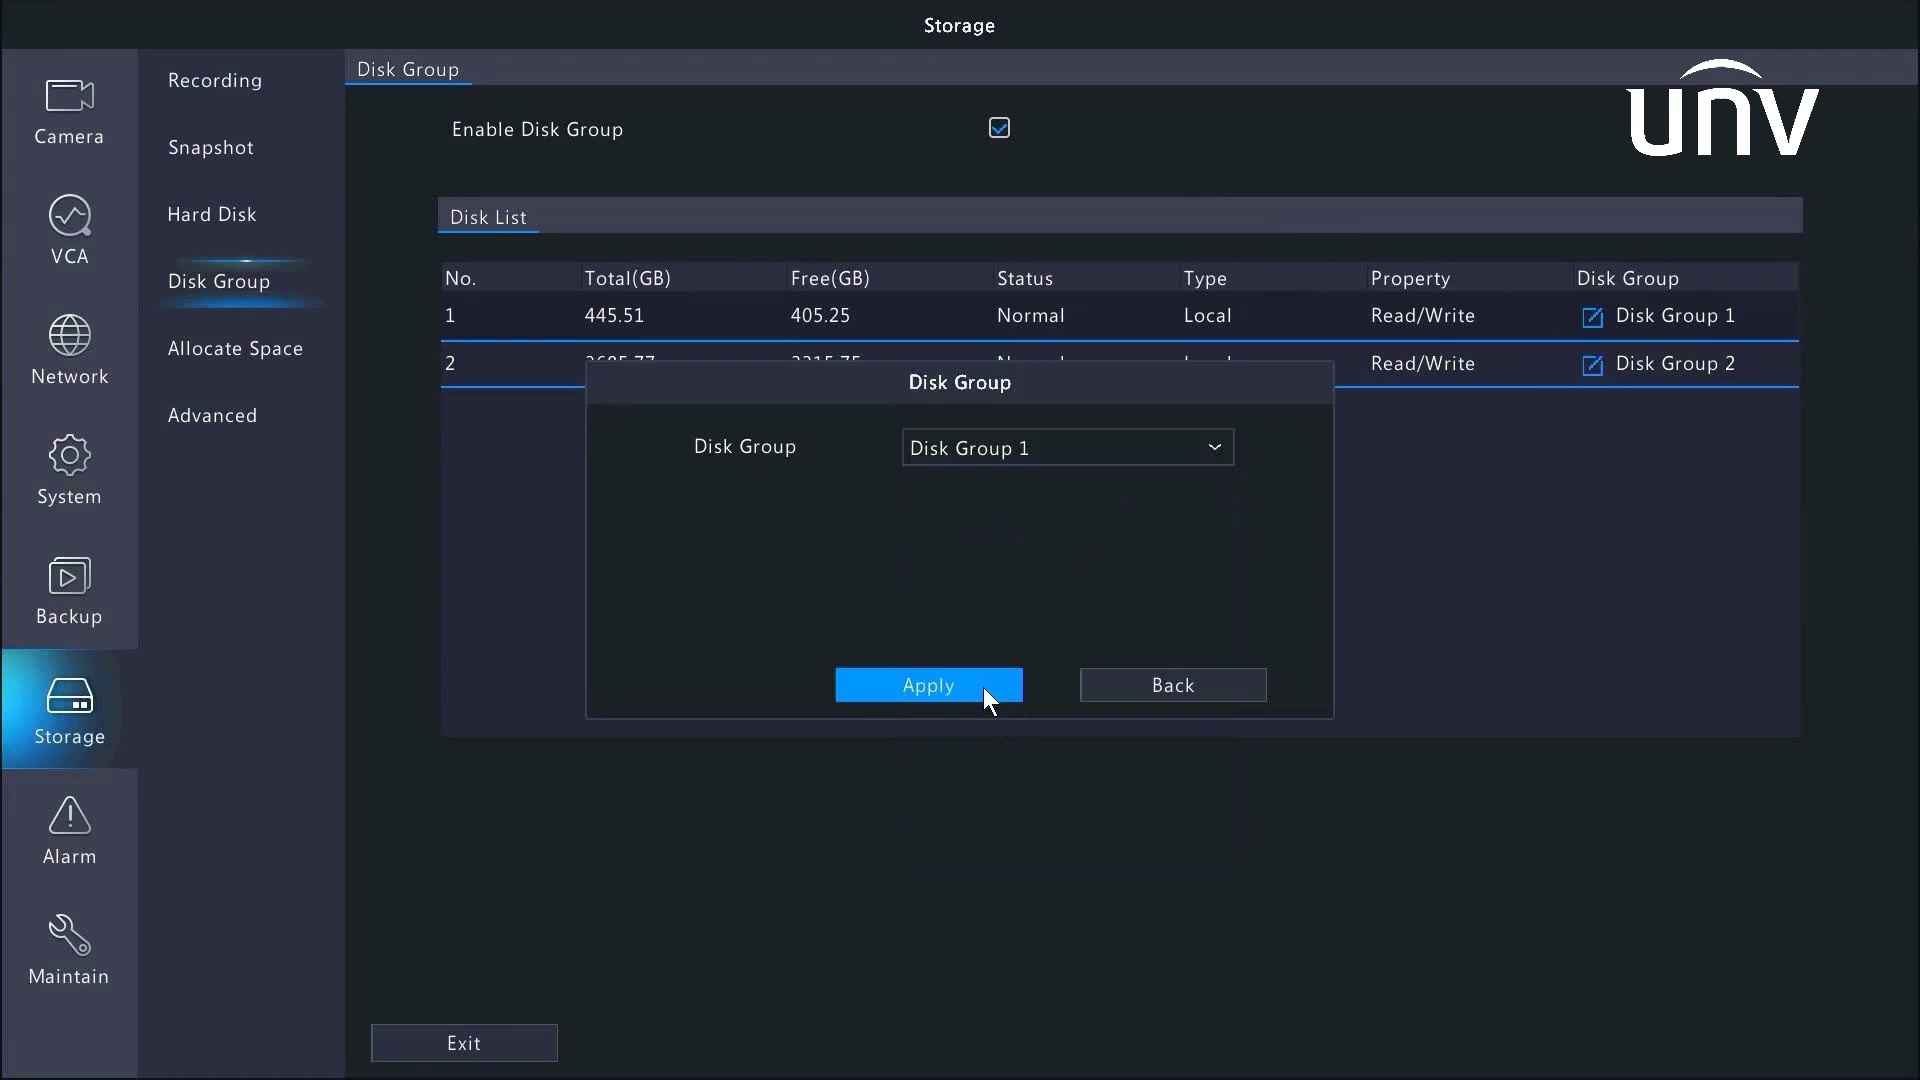 Storage
unv
Camera
VCA
Network
System
Backup
Storage
Alarm
Maintain
Recording
Snapshot
Hard Disk
Disk Group
Allocate Space
Advanced
Disk Group
Enable Disk Group
Disk List
No. Total(GB) Free(GB) Status Type Property Disk Group
1 445.51 405.25 Normal Local Read/Write Disk Group 1
2 Read/Write Disk Group 2
Disk Group
Disk Group Disk Group 1
Apply Back
Exit